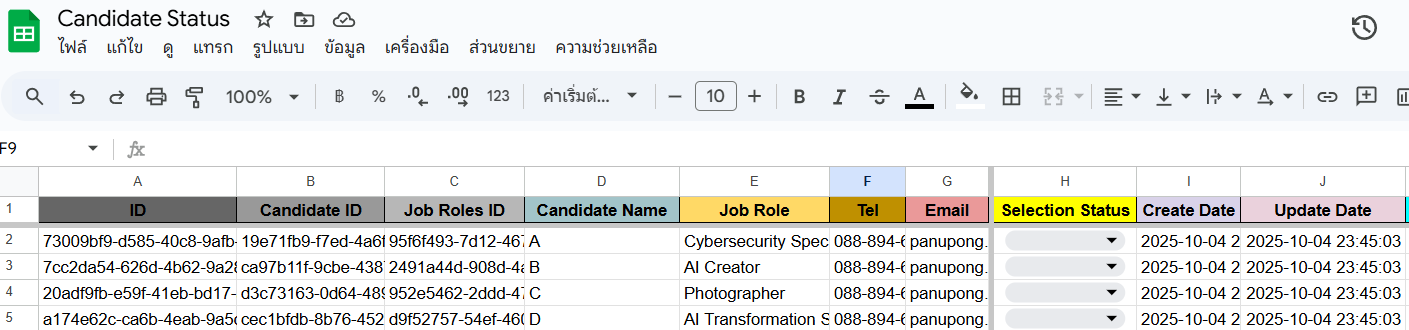 Candidate Status
ไฟล์ แก้ไข ดู แทรก รูปแบบ ข้อมูล เครื่องมือ ส่วนขยาย ความช่วยเหลือ
100% ฿ % .0 .00 123 ค่าเริ่มต้... 10 B I A A
F9 fx
A B C D E F G H I J
1 ID Candidate ID Job Roles ID Candidate Name Job Role Tel Email Selection Status Create Date Update Date
2 73009bf9-d585-40c8-9afb- 19e71fb9-f7ed-4a6f 95f6f493-7d12-467 A Cybersecurity Spec 088-894-6 panupong. 2025-10-04 2 2025-10-04 23:45:03
3 7cc2da54-626d-4b62-9a28 ca97b11f-9cbe-438 2491a44d-908d-4a B AI Creator 088-894-6 panupong. 2025-10-04 2 2025-10-04 23:45:03
4 20adf9fb-e59f-41eb-bd17- d3c73163-0d64-489 952e5462-2ddd-47 C Photographer 088-894-6 panupong. 2025-10-04 2 2025-10-04 23:45:03
5 a174e62c-ca6b-4eab-9a5c cec1bfdb-8b76-452 d9f52757-54ef-460 D AI Transformation S 088-894-6 panupong. 2025-10-04 2 2025-10-04 23:45:03